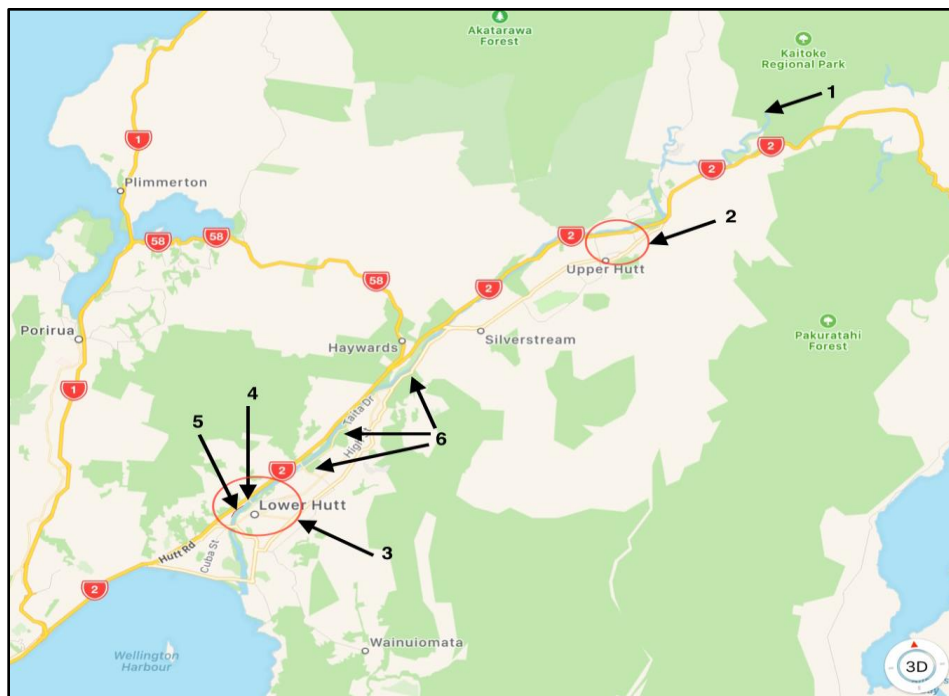 Akatarawa
Forest
Kaitoke
Regional Park
1
1
2
2
Plimmerton
2
58
58
2
Upper Hutt
58
2
Silverstream
Porirua
Haywards
Pakuratahi
Forest
1
Taita Dr
4
5
6
High St
2
Lower Hutt
3
Hutt Rd
Cuba St
2
Wainuiomata
Wellington
Harbour
3D